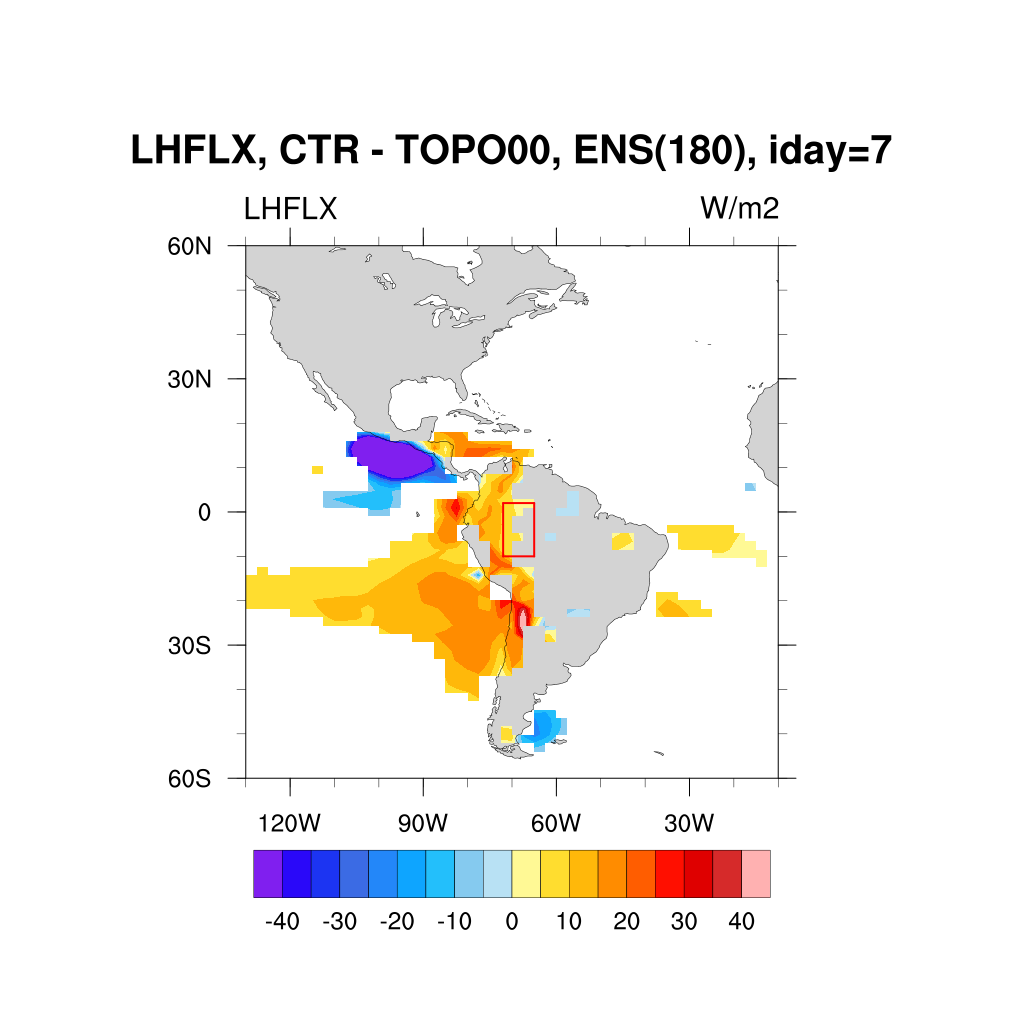 LHFLX, CTR - TOPO00, ENS(180), iday=7
LHFLX W/m2
60N
30N
0
30S
60S
120W 90W 60W 30W
-40 -30 -20 -10 0 10 20 30 40